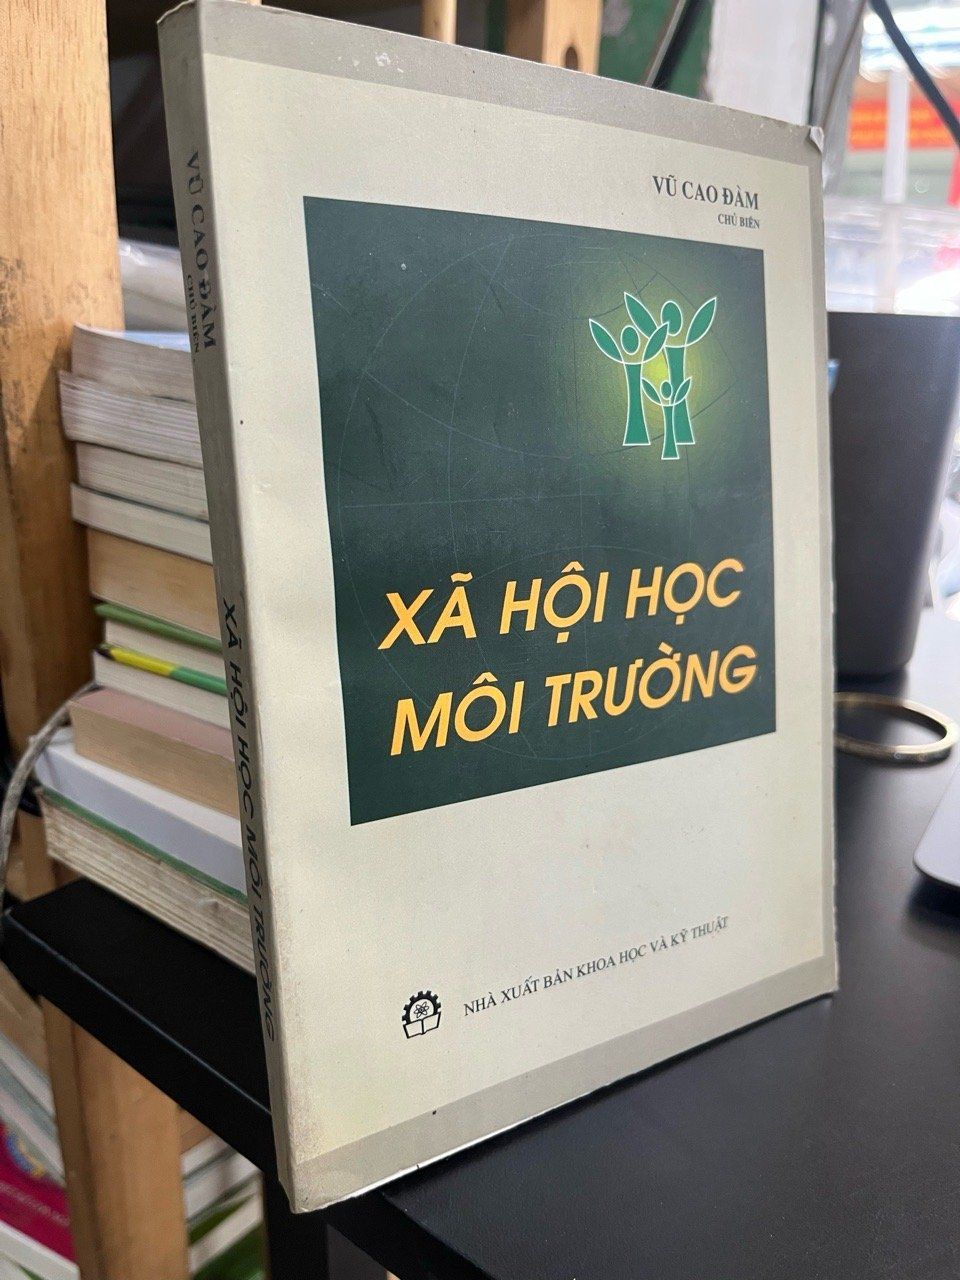 VŨ CAO ĐÀM
CHỦ BIÊN
XÃ HỘI HỌC
MÔI TRƯỜNG
NHÀ XUẤT BẢN KHOA HỌC VÀ KỸ THUẬT
VŨ CAO ĐÀM
CHỦ BIÊN
XÃ HỘI HỌC MÔI TRƯỜNG